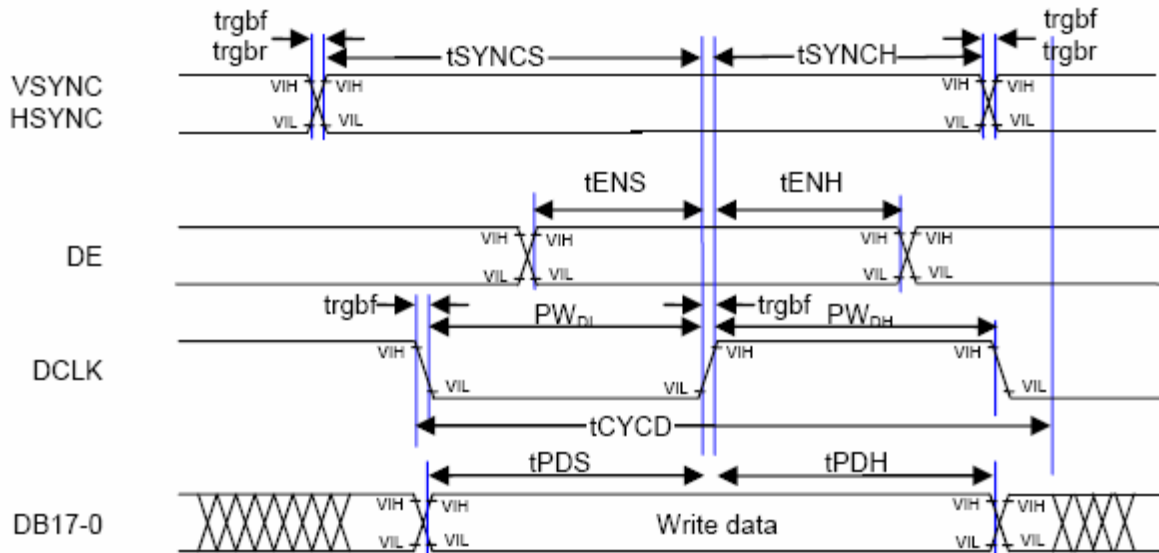 trgbf trgbf
trgbr tSYNCS tSYNCH trgbr
VSYNC VIH VIH VIH VIH
HSYNC VIL VIL VIL VIL
tENS tENH
DE VIH VIH VIH VIH
VIL VIL VIL VIL
trgbf PWDL trgbf PWDH
DCLK VIH VIH VIH
VIL VIL VIL
tCYCD
tPDS tPDH
VIH VIH VIH VIH
DB17-0 Write data
VIL VIL VIL VIL